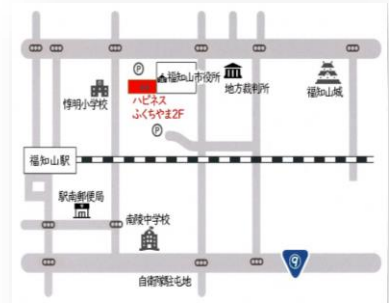 P
福知山市役所
地方裁判所
福知山城
惇明小学校
ハピネス
ふくちやま2F
P
福知山駅
駅南郵便局
南陵中学校
9
自衛隊駐屯地